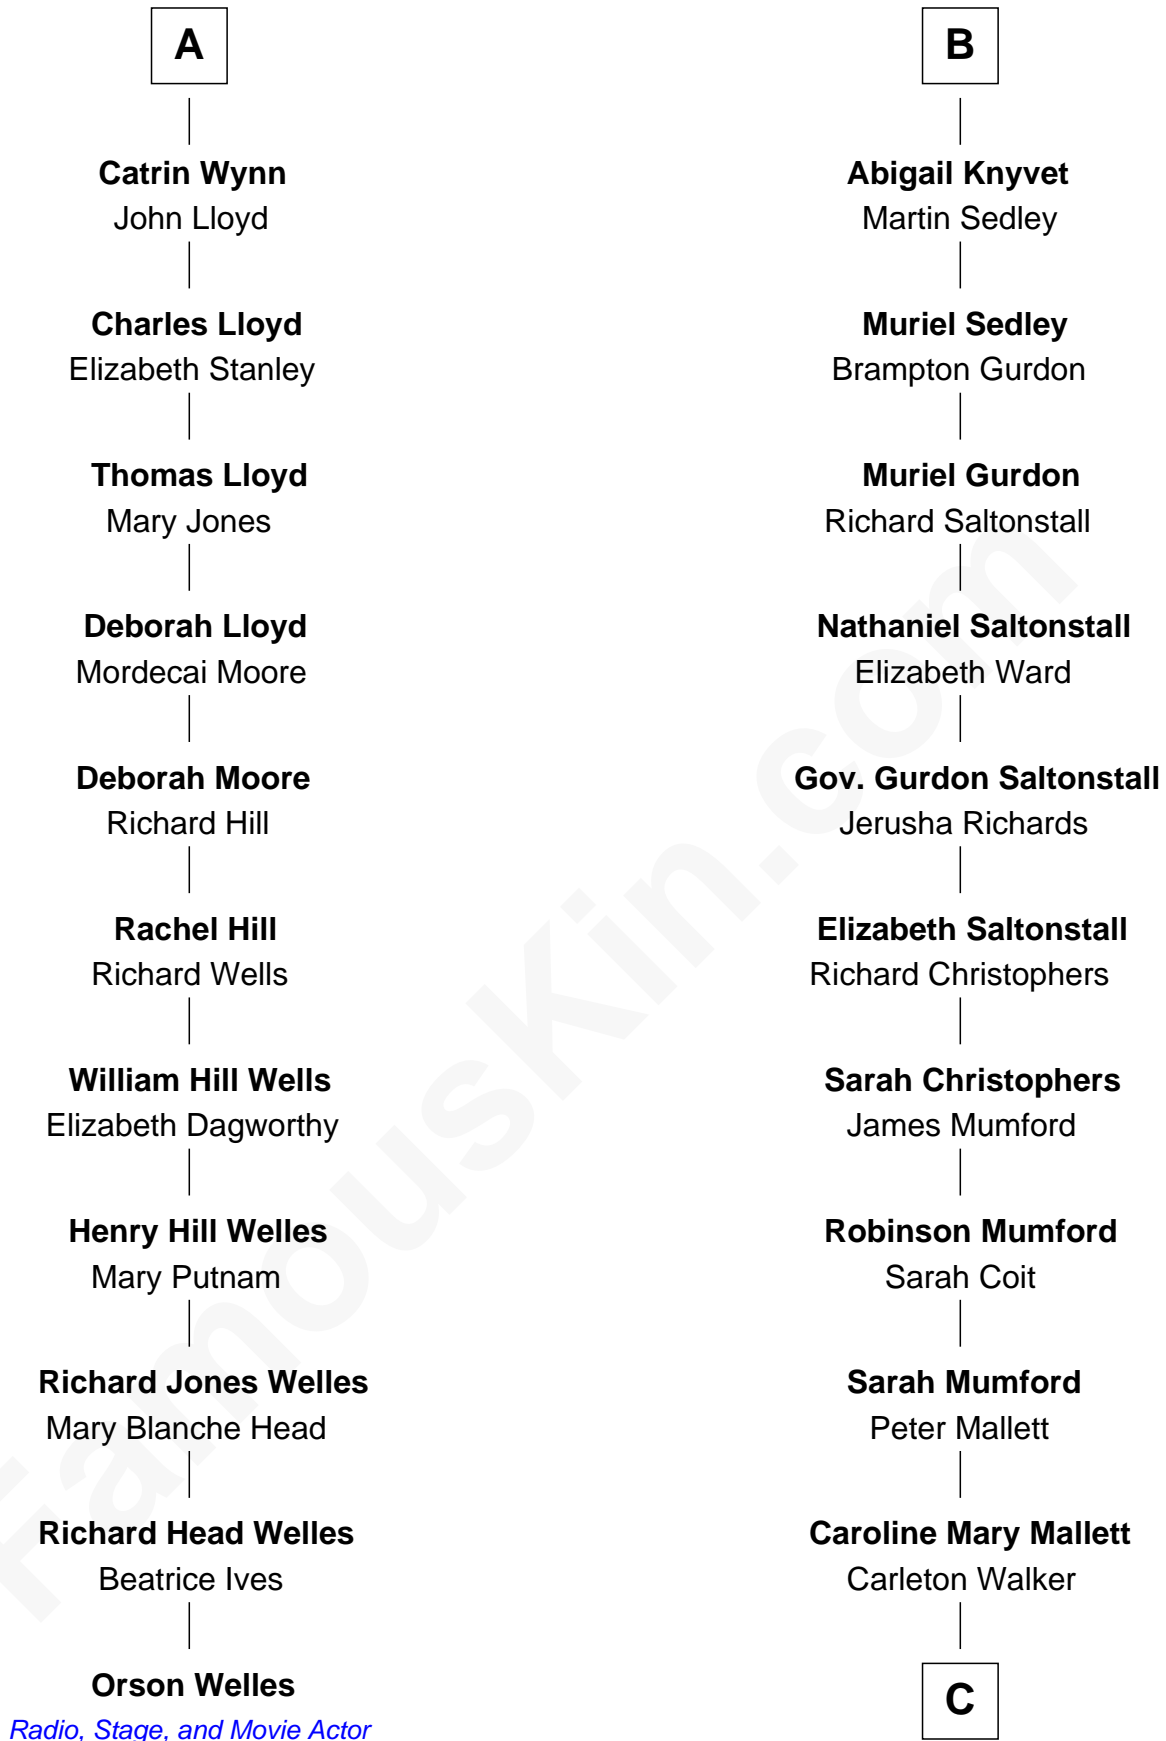 A
Catrin Wynn
John Lloyd
Charles Lloyd
Elizabeth Stanley
Thomas Lloyd
Mary Jones
Deborah Lloyd
Mordecai Moore
Deborah Moore
Richard Hill
Rachel Hill
Richard Wells
William Hill Wells
Elizabeth Dagworthy
Henry Hill Welles
Mary Putnam
Richard Jones Welles
Mary Blanche Head
Richard Head Welles
Beatrice Ives
Orson Welles
Radio, Stage, and Movie Actor
B
Abigail Knyvet
Martin Sedley
Muriel Sedley
Brampton Gurdon
Muriel Gurdon
Richard Saltonstall
Nathaniel Saltonstall
Elizabeth Ward
Gov. Gurdon Saltonstall
Jerusha Richards
Elizabeth Saltonstall
Richard Christophers
Sarah Christophers
James Mumford
Robinson Mumford
Sarah Coit
Sarah Mumford
Peter Mallett
Caroline Mary Mallett
Carleton Walker
C
FamousKin.com